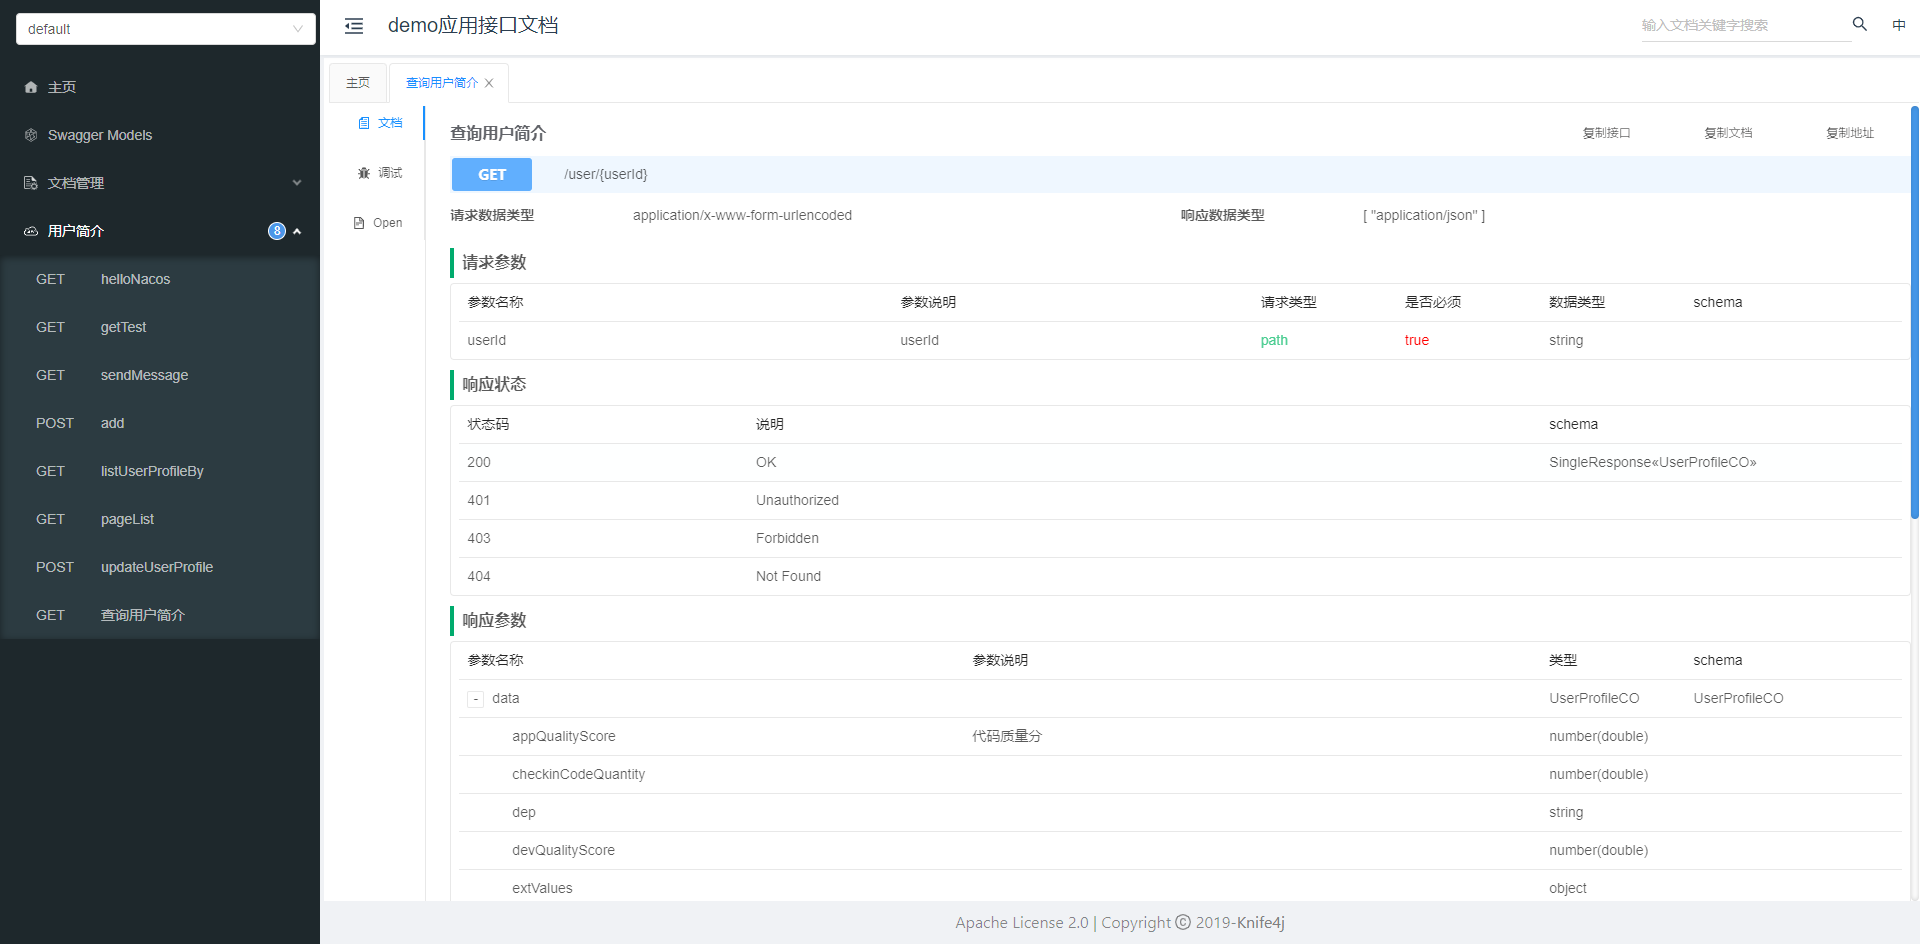 default
主页
Swagger Models
文档管理
用户简介 8
GET helloNacos
GET getTest
GET sendMessage
POST add
GET listUserProfileBy
GET pageList
POST updateUserProfile
GET 查询用户简介
demo应用接口文档
输入文档关键字搜索
中
主页 查询用户简介
文档
调试
Open
查询用户简介
复制接口 复制文档 复制地址
GET /user/{userId}
请求数据类型 application/x-www-form-urlencoded 响应数据类型 [ "application/json" ]
请求参数
参数名称 参数说明 请求类型 是否必须 数据类型 schema
userId userId path true string
响应状态
状态码 说明 schema
200 OK SingleResponse«UserProfileCO»
401 Unauthorized
403 Forbidden
404 Not Found
响应参数
参数名称 参数说明 类型 schema
- data UserProfileCO UserProfileCO
appQualityScore 代码质量分 number(double)
checkinCodeQuantity number(double)
dep string
devQualityScore number(double)
extValues object
Apache License 2.0 | Copyright © 2019-Knife4j